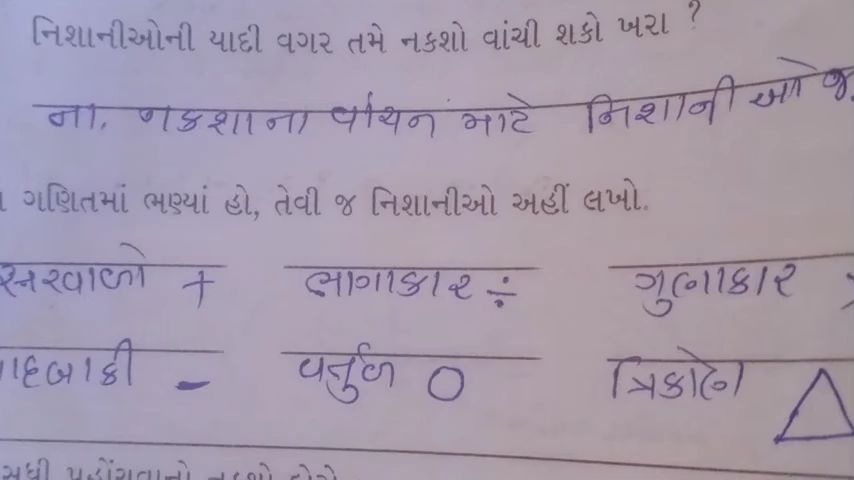 નિશાનીઓની યાદી વગર તમે નકશો વાંચી શકો ખરા ?
ના. નકશાના વાંચન માટે નિશાનીઓ જ
ગણિતમાં ભણ્યાં હો, તેવી જ નિશાનીઓ અહીં લખો.
સરવાળો + ભાગાકાર ÷ ગુણાકાર
બાદબાકી - વર્તુળ ત્રિકોણ